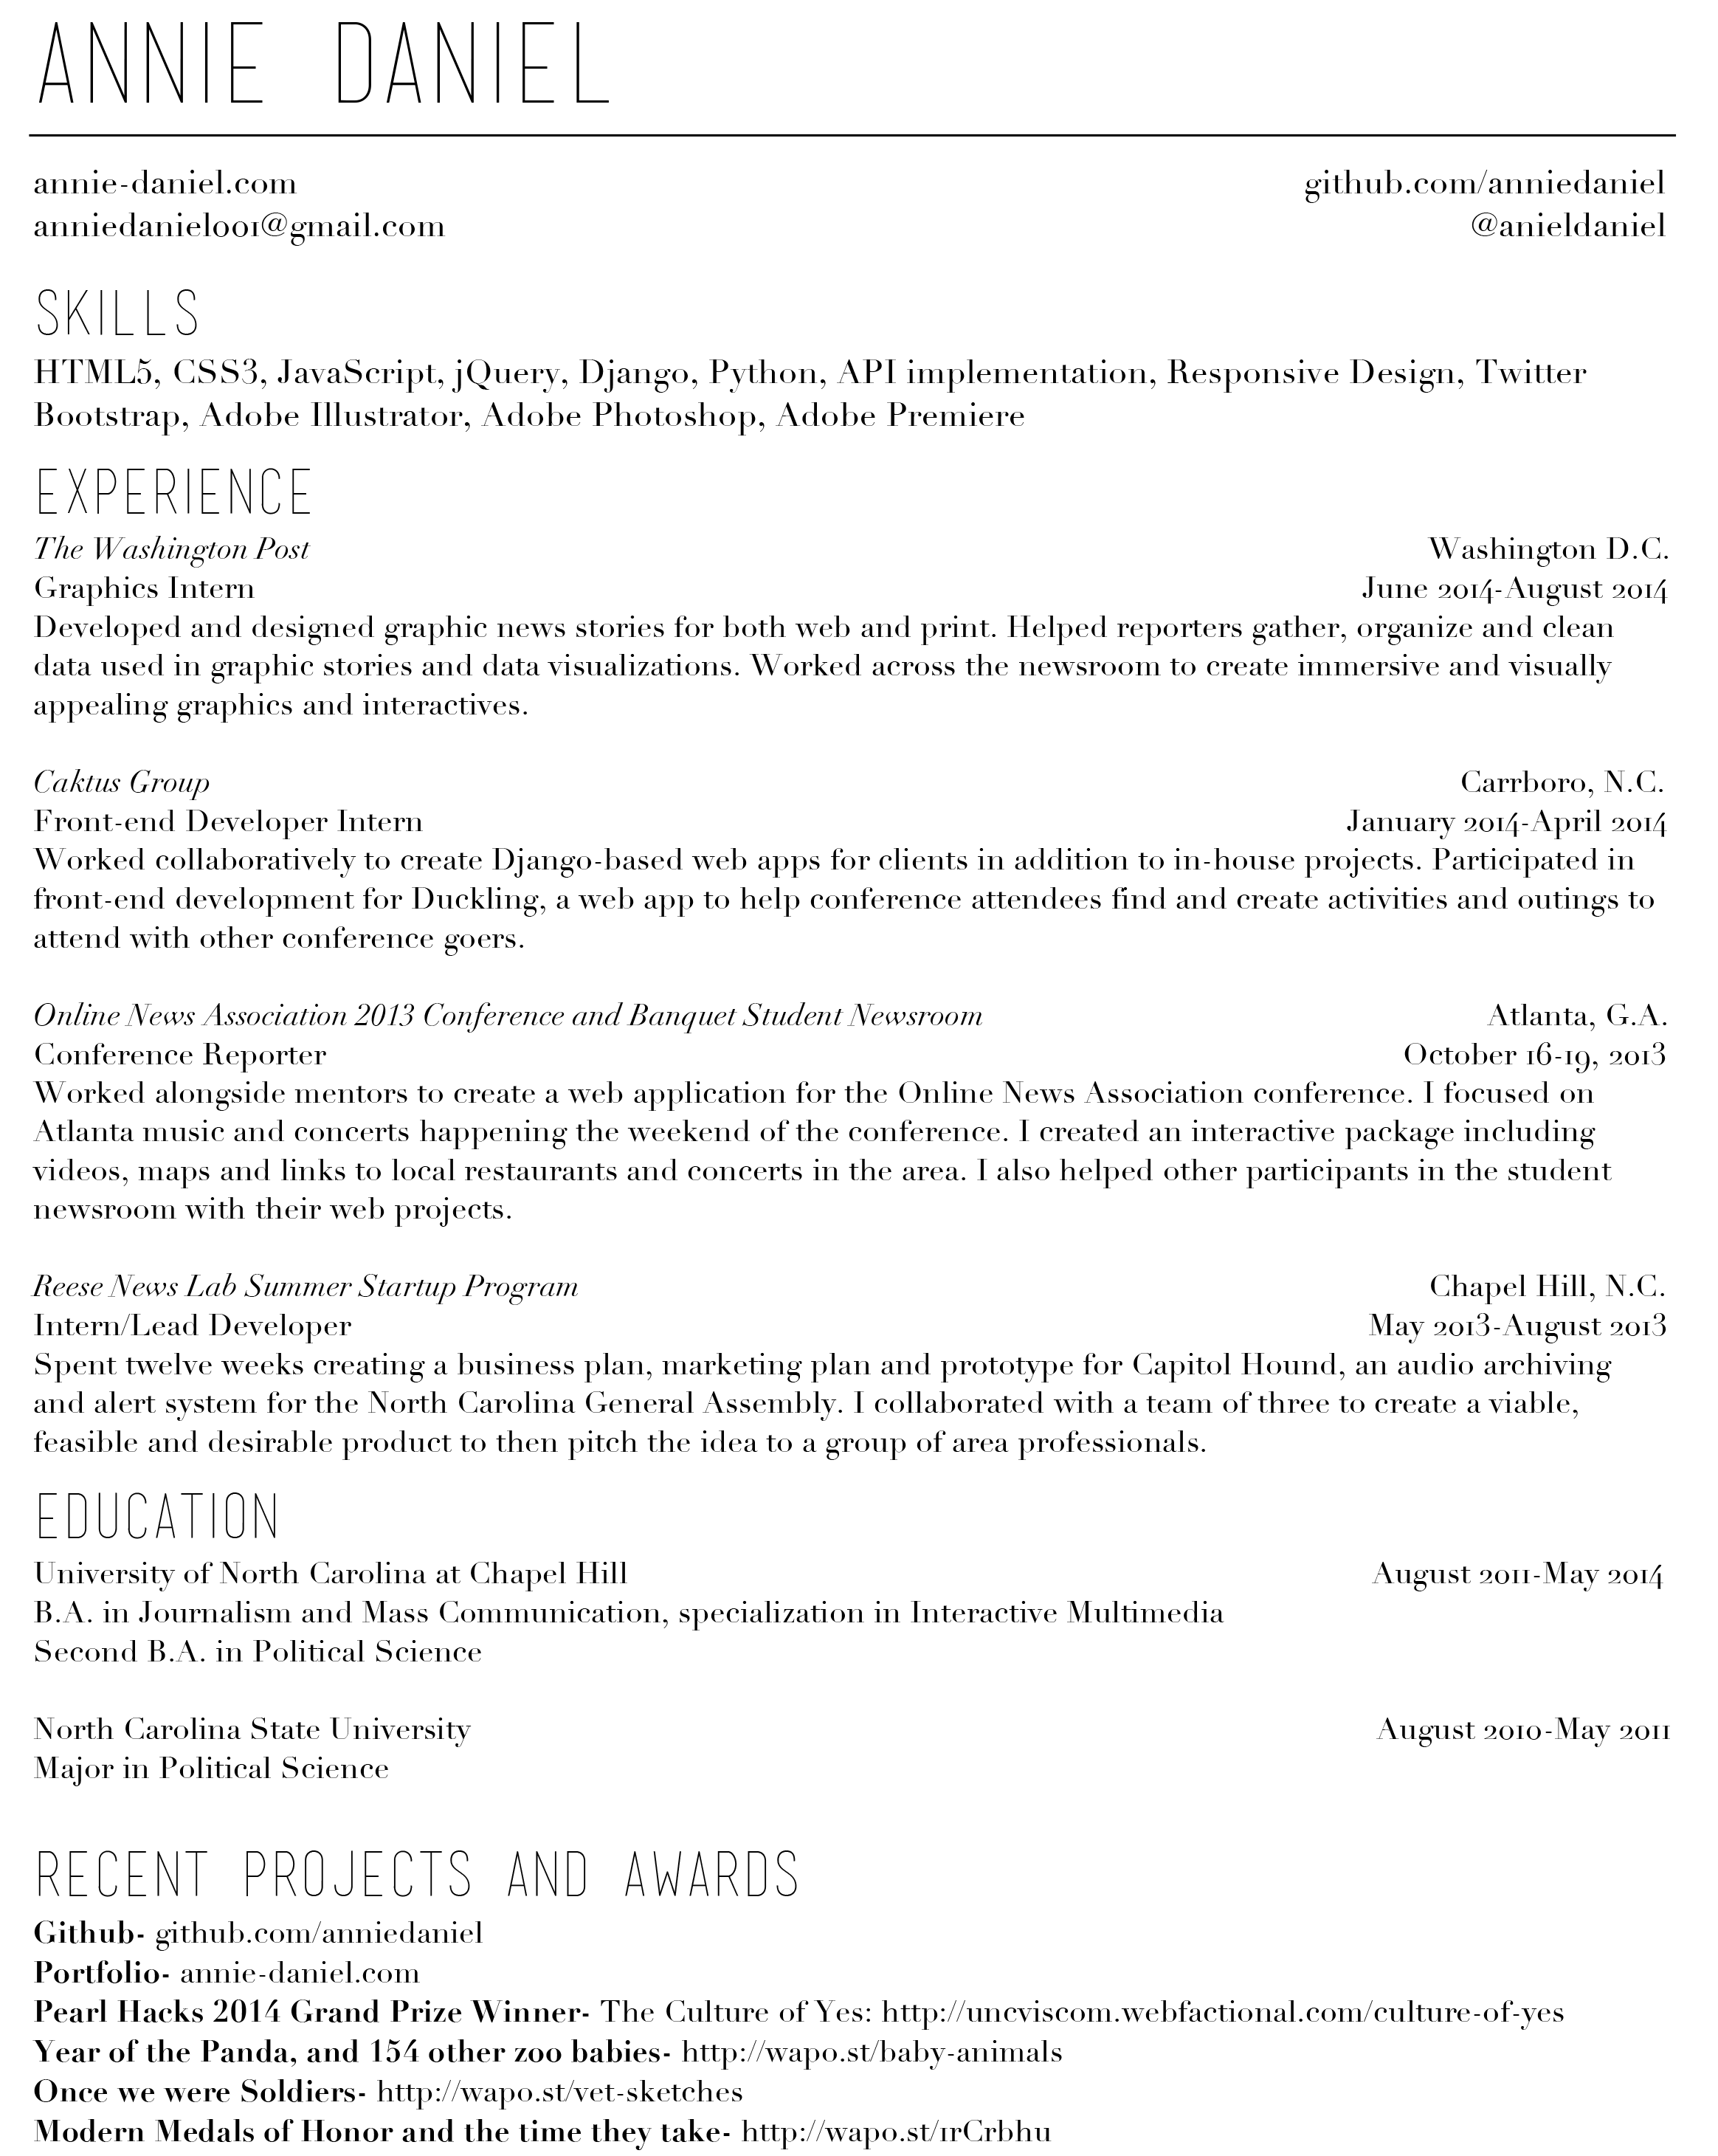 ANNIE DANIEL
annie-daniel.com
github.com/anniedaniel
anniedaniel001@gmail.com
@anieldaniel
SKILLS
HTML5, CSS3, JavaScript, jQuery, Django, Python, API implementation, Responsive Design, Twitter
Bootstrap, Adobe Illustrator, Adobe Photoshop, Adobe Premiere
EXPERIENCE
The Washington Post
Washington D.C.
Graphics Intern
June 2014-August 2014
Developed and designed graphic news stories for both web and print. Helped reporters gather, organize and clean
data used in graphic stories and data visualizations. Worked across the newsroom to create immersive and visually
appealing graphics and interactives.
Caktus Group
Carrboro, N.C.
Front-end Developer Intern
January 2014-April 2014
Worked collaboratively to create Django-based web apps for clients in addition to in-house projects. Participated in
front-end development for Duckling, a web app to help conference attendees find and create activities and outings to
attend with other conference goers.
Online News Association 2013 Conference and Banquet Student Newsroom
Atlanta, G.A.
Conference Reporter
October 16-19, 2013
Worked alongside mentors to create a web application for the Online News Association conference. I focused on
Atlanta music and concerts happening the weekend of the conference. I created an interactive package including
videos, maps and links to local restaurants and concerts in the area. I also helped other participants in the student
newsroom with their web projects.
Reese News Lab Summer Startup Program
Chapel Hill, N.C.
Intern/Lead Developer
May 2013-August 2013
Spent twelve weeks creating a business plan, marketing plan and prototype for Capitol Hound, an audio archiving
and alert system for the North Carolina General Assembly. I collaborated with a team of three to create a viable,
feasible and desirable product to then pitch the idea to a group of area professionals.
EDUCATION
University of North Carolina at Chapel Hill
August 2011-May 2014
B.A. in Journalism and Mass Communication, specialization in Interactive Multimedia
Second B.A. in Political Science
North Carolina State University
August 2010-May 2011
Major in Political Science
RECENT PROJECTS AND AWARDS
Github- github.com/anniedaniel
Portfolio- annie-daniel.com
Pearl Hacks 2014 Grand Prize Winner- The Culture of Yes: http://uncviscom.webfactional.com/culture-of-yes
Year of the Panda, and 154 other zoo babies- http://wapo.st/baby-animals
Once we were Soldiers- http://wapo.st/vet-sketches
Modern Medals of Honor and the time they take- http://wapo.st/1rCrbhu